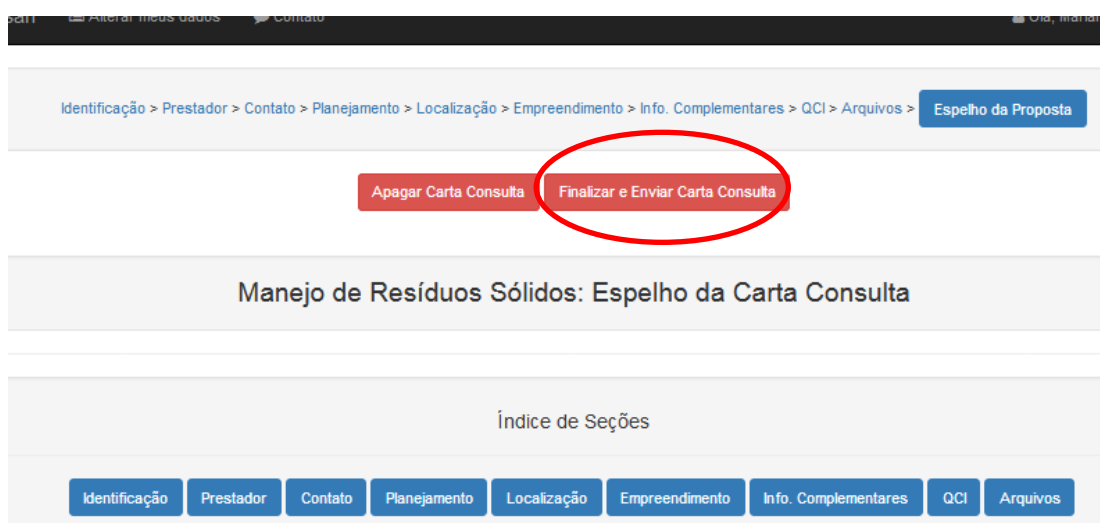 Alterar meus dados Contato Olá,
Identificação > Prestador > Contato > Planejamento > Localização > Empreendimento > Info. Complementares > QCI > Arquivos > Espelho da Proposta
Apagar Carta Consulta Finalizar e Enviar Carta Consulta
Manejo de Resíduos Sólidos: Espelho da Carta Consulta
Índice de Seções
Identificação Prestador Contato Planejamento Localização Empreendimento Info. Complementares QCI Arquivos